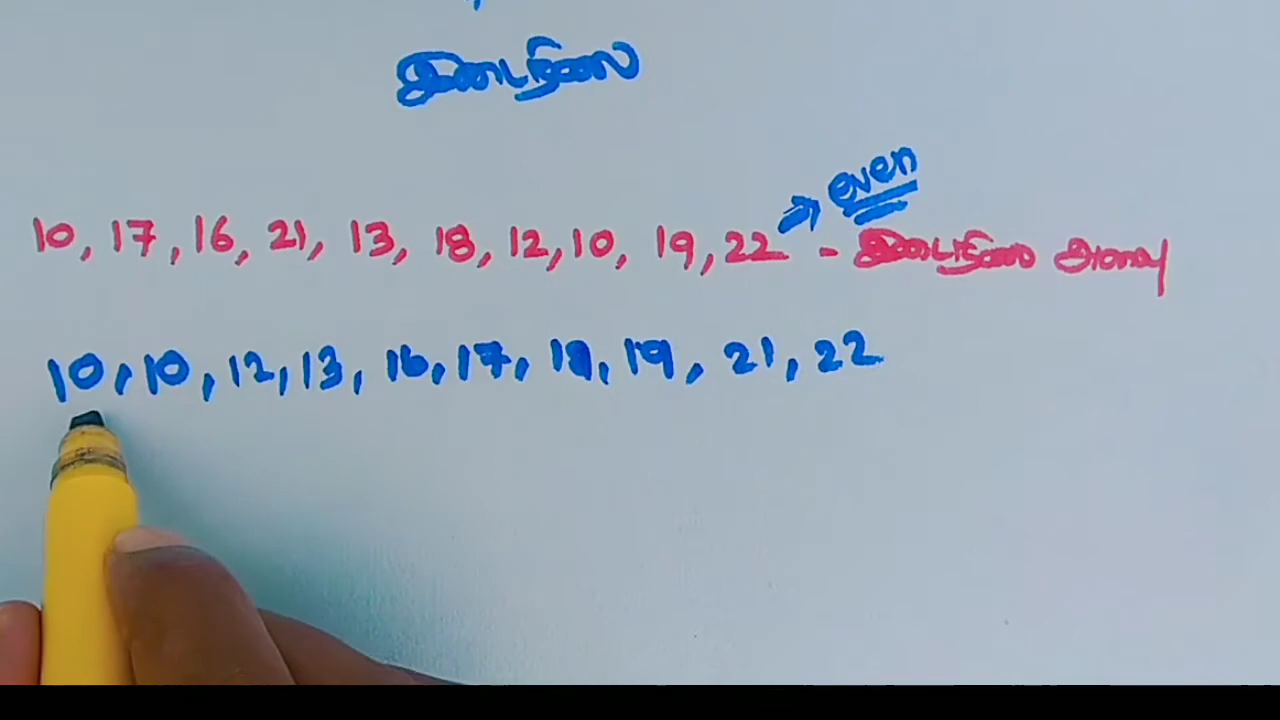 இடைநிலை
even
10, 17, 16, 21, 13, 18, 12, 10, 19, 22 - இடைநிலை அளவு
10, 10, 12, 13, 16, 17, 18, 19, 21, 22